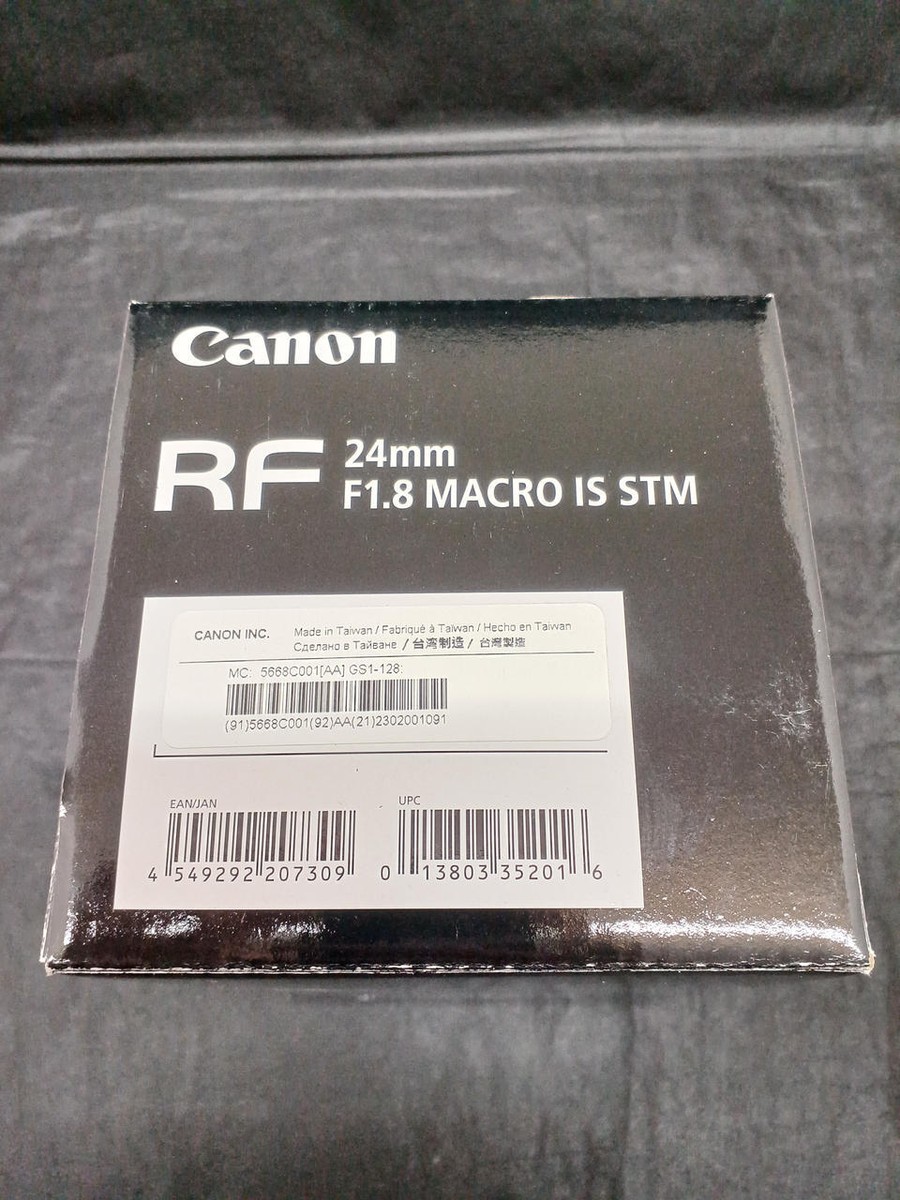 Canon
RF 24mm
F1.8 MACRO IS STM
CANON INC. Made in Taiwan / Fabriqué à Taïwan / Hecho en Taiwan
Сделано в Тайване / 台湾制造 / 台灣製造
MC: 5668C001[AA] GS1-128:
(91)5668C001(92)AA(21)2302001091
EAN/JAN UPC
4 549292 207309 0 13803 35201 6